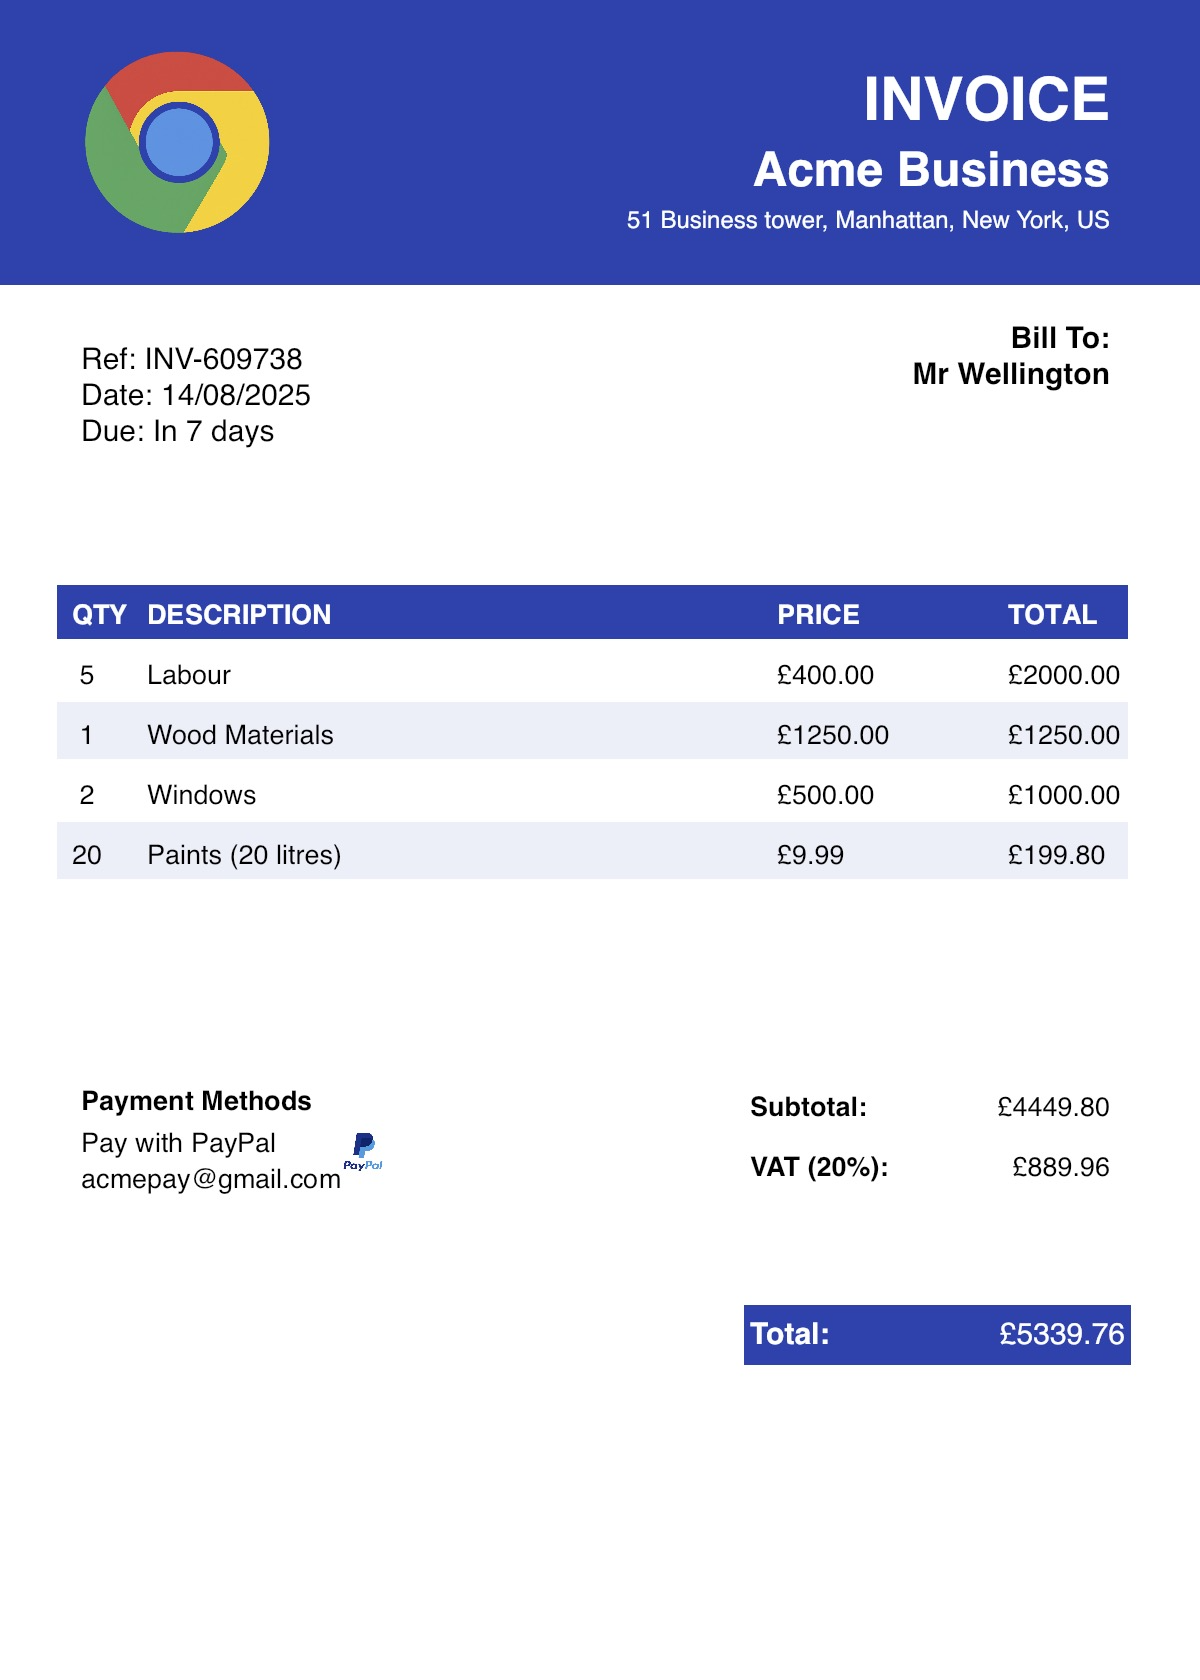 INVOICE
Acme Business
51 Business tower, Manhattan, New York, US
Bill To:
Mr Wellington
Ref: INV-609738
Date: 14/08/2025
Due: In 7 days
QTY DESCRIPTION PRICE TOTAL
5 Labour £400.00 £2000.00
1 Wood Materials £1250.00 £1250.00
2 Windows £500.00 £1000.00
20 Paints (20 litres) £9.99 £199.80
Payment Methods
Pay with PayPal
acmepay@gmail.com
PayPal
Subtotal: £4449.80
VAT (20%): £889.96
Total: £5339.76